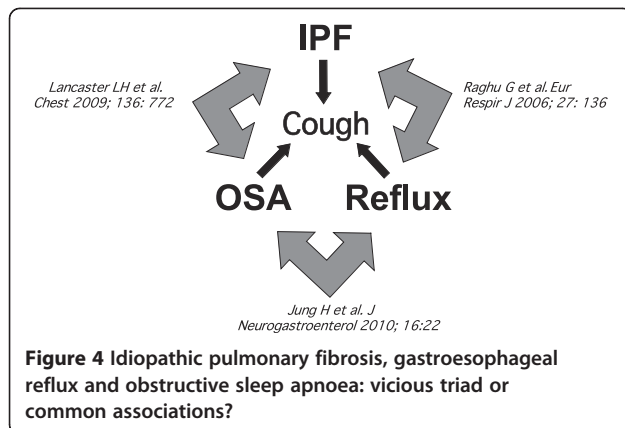 IPF
Lancaster LH et al.
Chest 2009; 136: 772
Raghu G et al. Eur
Respir J 2006; 27: 136
Cough
OSA
Reflux
Jung H et al. J
Neurogastroenterol 2010; 16:22
Figure 4 Idiopathic pulmonary fibrosis, gastroesophageal
reflux and obstructive sleep apnoea: vicious triad or
common associations?